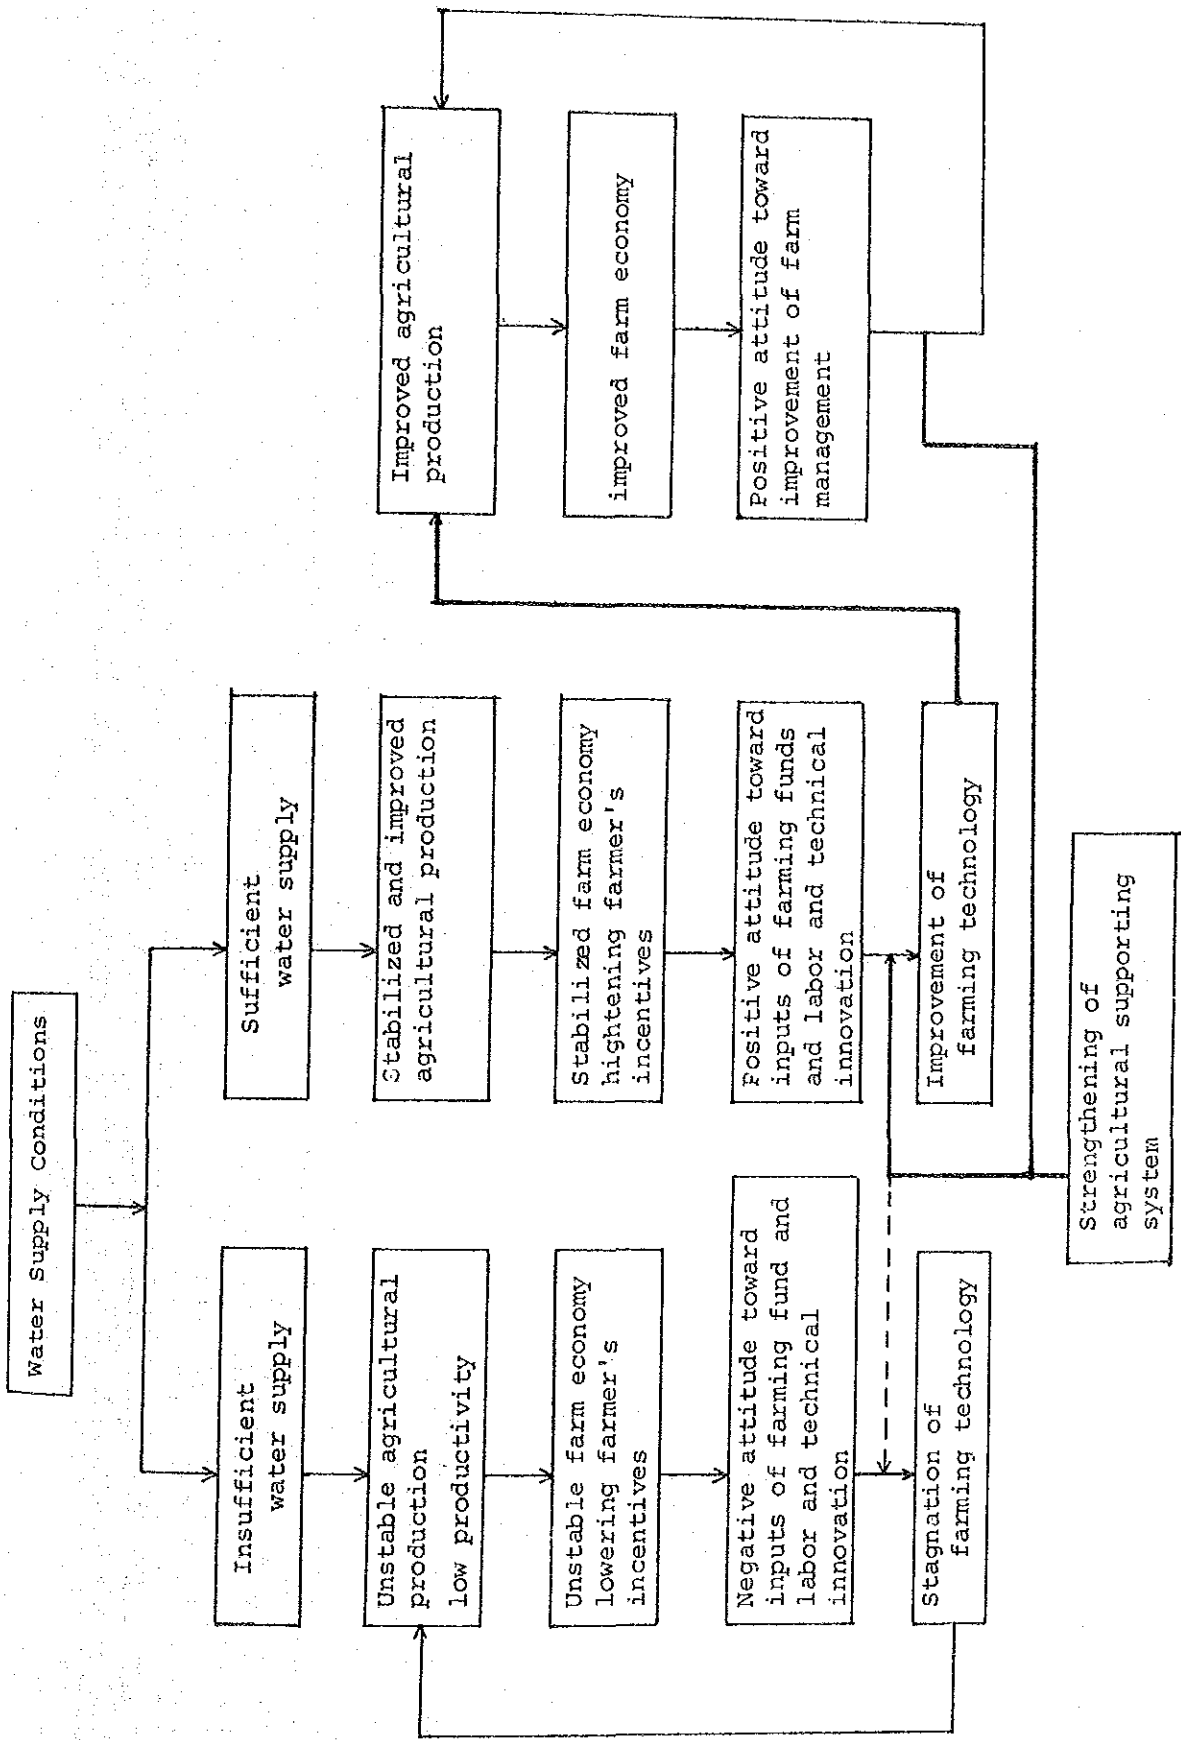 Water Supply Conditions
Insufficient
water supply
Unstable agricultural
production
low productivity
Unstable farm economy
lowering farmer's
incentives
Negative attitude toward
inputs of farming fund and
labor and technical
innovation
Stagnation of
farming technology
Sufficient
water supply
Stabilized and improved
agricultural production
Stabilized farm economy
hightening farmer's
incentives
Positive attitude toward
inputs of farming funds
and labor and technical
innovation
Improvement of
farming technology
Improved agricultural
production
improved farm economy
Positive attitude toward
improvement of farm
management
Strengthening of
agricultural supporting
system